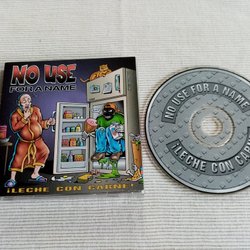 NO USE
FOR A NAME
¡LECHE CON CARNE!
NO USE FOR A NAME
¡LECHE CON CARNE!